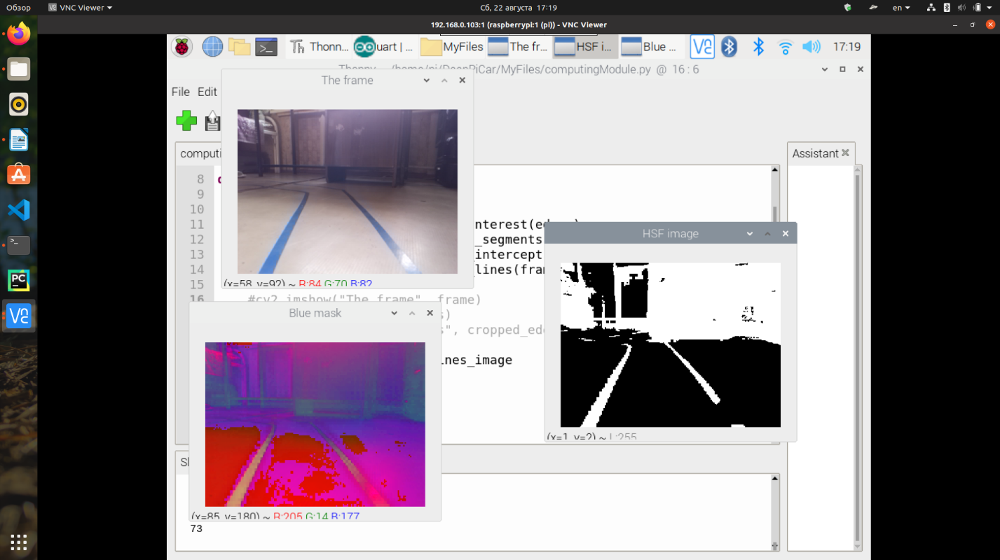 Обзор VNC Viewer Сб, 22 августа 17:19 en
192.168.0.103:1 (raspberrypi:1 (pi)) - VNC Viewer
Thonn... uart | ... MyFiles The fr... HSF i... Blue ... 17:19
Thonny - /home/pi/DeepPiCar/MyFiles/computingModule.py @ 16 : 6
The frame
File Edit
computi
Assistant
8
9
10
11 nterest(ed
12 _segments
13 intercept
14 _lines(fram
15
(x=58, y=92) ~ R:84 G:70 B:82
16 #cv2.imshow("The frame", frame)
Blue mask
s)
s", cropped_ed
ines_image
HSF image
(x=1, y=2) ~ L:255
(x=85, y=180) ~ R:205 G:14 B:177
73